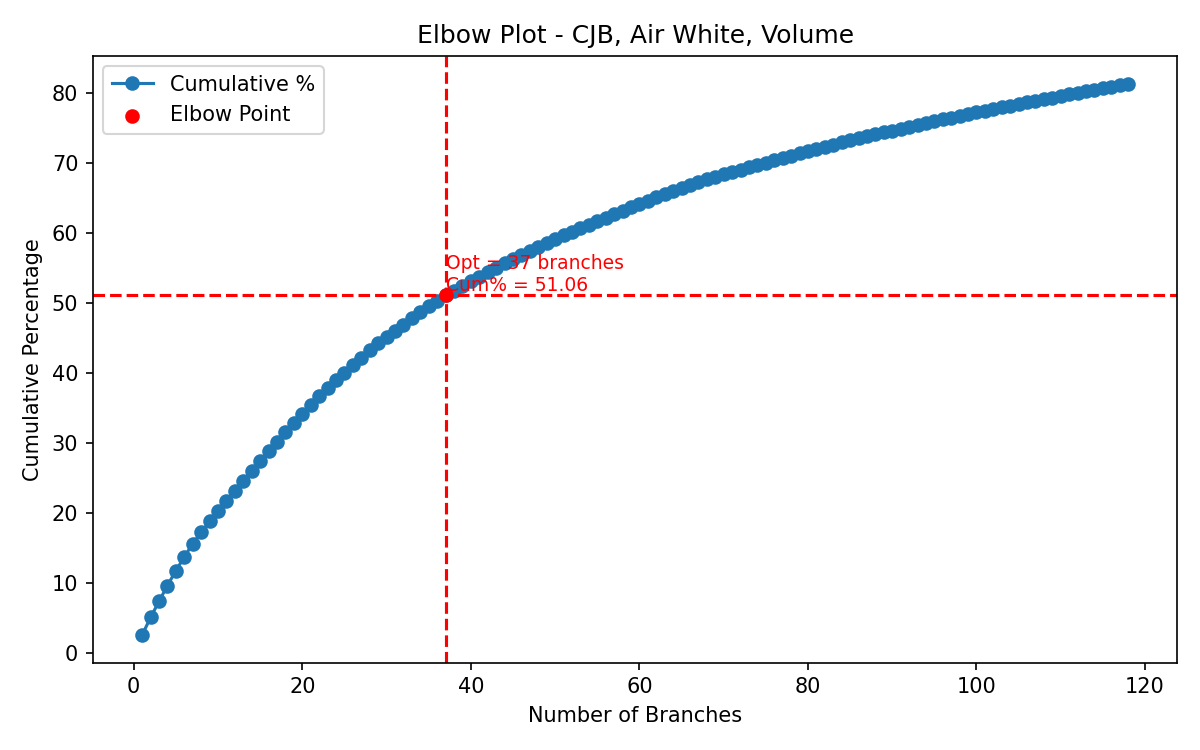 Elbow Plot - CJB, Air White, Volume
Cumulative %
Elbow Point
Opt = 37 branches
Cum% = 51.06
Cumulative Percentage
80
70
60
50
40
30
20
10
0
0 20 40 60 80 100 120
Number of Branches